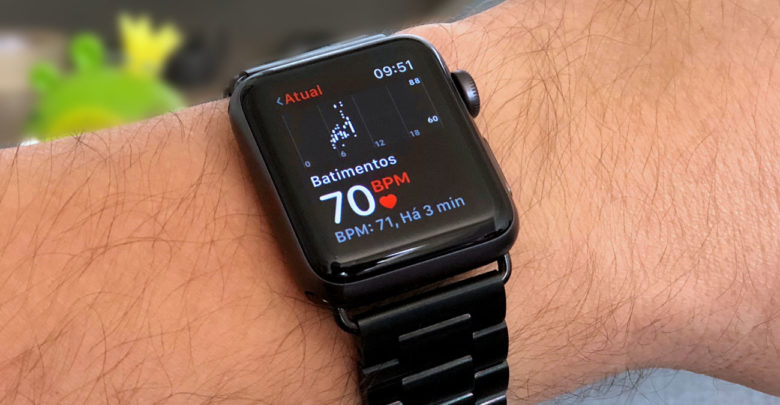 09:51
‹Atual
88
60
0 6 12 18
Batimentos
70 BPM
BPM: 71, Há 3 min